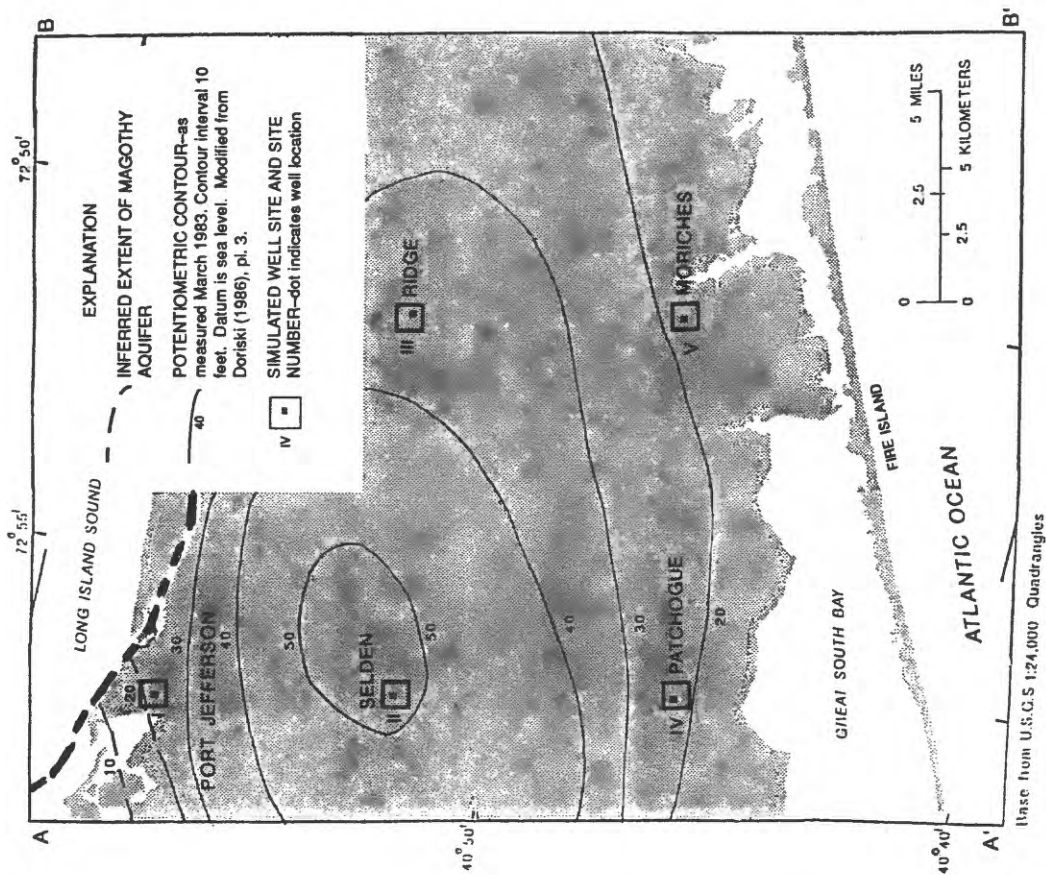 A
B
72° 55'
72° 50'
LONG ISLAND SOUND
EXPLANATION
INFERRED EXTENT OF MAGOTHY
AQUIFER
40
POTENTIOMETRIC CONTOUR–as
measured March 1983. Contour interval 10
feet. Datum is sea level. Modified from
Doriski (1986), pl. 3.
IV
SIMULATED WELL SITE AND SITE
NUMBER–dot indicates well location
10
20
I
30
PORT JEFFERSON
40
50
SELDEN
II
50
III
RIDGE
40° 50'
40
30
IV
PATCHOGUE
20
V
MORICHES
GREAT SOUTH BAY
FIRE ISLAND
ATLANTIC OCEAN
0 2.5 5 MILES
0 2.5 5 KILOMETERS
40° 40'
A'
B'
Base from U.S.G.S 1:24,000 Quadrangles